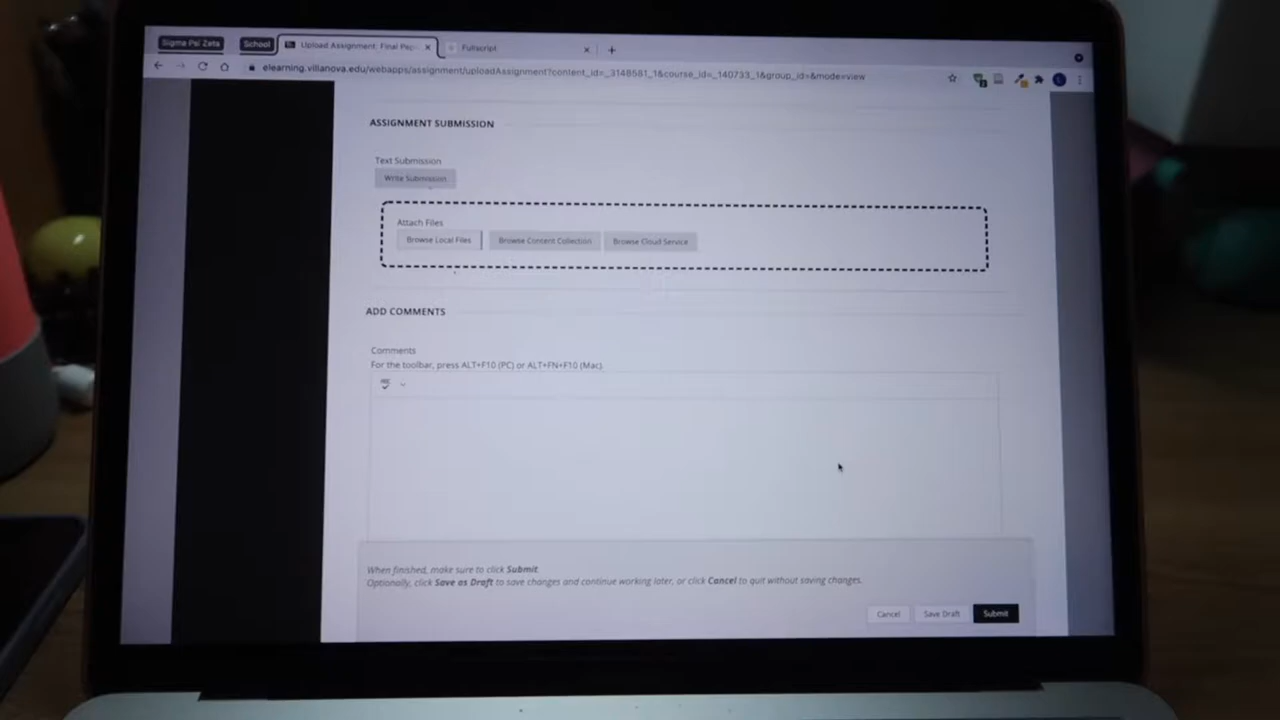 Sigma Psi Zeta School Upload Assignment: Final Pap Fullscript
elearning.villanova.edu/webapps/assignment/uploadAssignment?content_id=_3148581_1&course_id=_140733_1&group_id=&mode=view
ASSIGNMENT SUBMISSION
Text Submission
Write Submission
Attach Files
Browse Local Files Browse Content Collection Browse Cloud Service
ADD COMMENTS
Comments
For the toolbar, press ALT+F10 (PC) or ALT+FN+F10 (Mac).
When finished, make sure to click Submit.
Optionally, click Save as Draft to save changes and continue working later, or click Cancel to quit without saving changes.
Cancel Save Draft Submit